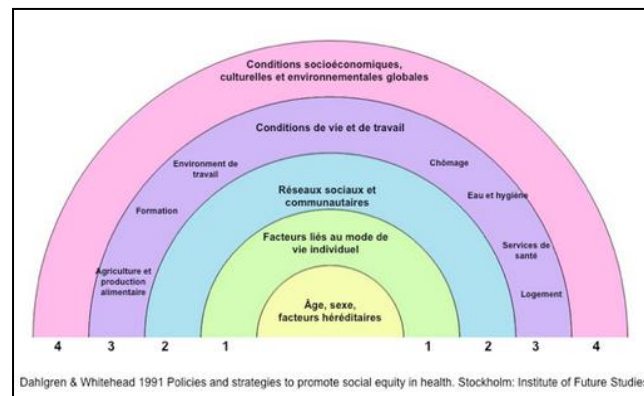 Conditions socioéconomiques,
culturelles et environnementales globales
Conditions de vie et de travail
Environment de
travail
Chômage
Réseaux sociaux et
communautaires
Eau et hygiène
Formation
Facteurs liés au mode de
vie individuel
Services de
santé
Agriculture et
production
alimentaire
Logement
Âge, sexe,
facteurs héréditaires
4 3 2 1 1 2 3 4
Dahlgren & Whitehead 1991 Policies and strategies to promote social equity in health. Stockholm: Institute of Future Studies